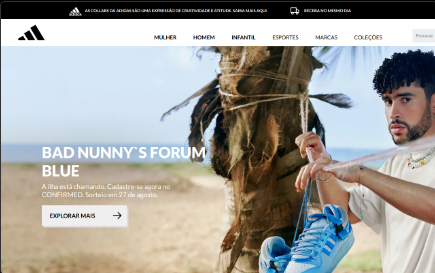 AS COLLABS DA ADIDAS SÃO UMA EXPRESSÃO DE CREATIVIDADE E ATITUDE. SAIBA MAIS AQUI
RECEBA NO MESMO DIA
MULHER HOMEM INFANTIL ESPORTES MARCAS COLEÇÕES
BAD NUNNY`S FORUM
BLUE
A ilha está chamando. Cadastre-se agora no
CONFIRMED. Sorteio em 27 de agosto.
EXPLORAR MAIS